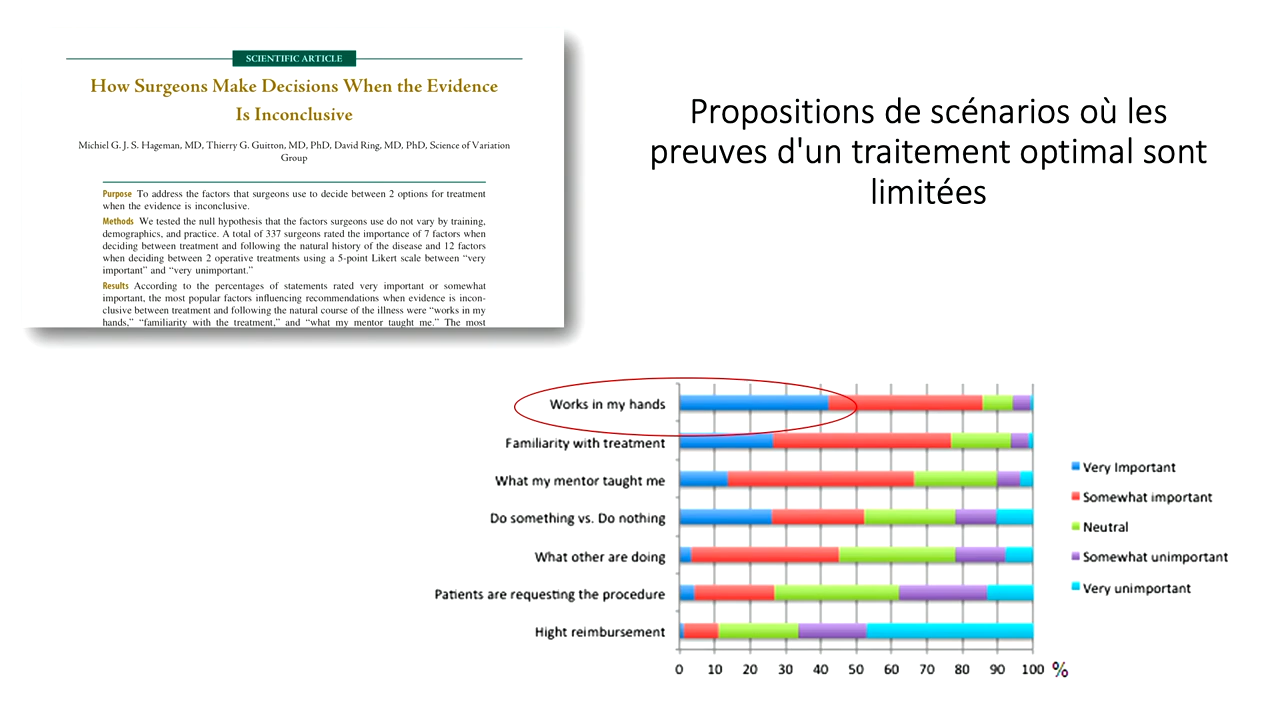 SCIENTIFIC ARTICLE
How Surgeons Make Decisions When the Evidence
Is Inconclusive
Michiel G. J. S. Hageman, MD, Thierry G. Guitton, MD, PhD, David Ring, MD, PhD, Science of Variation
Group
Purpose To address the factors that surgeons use to decide between 2 options for treatment
when the evidence is inconclusive.
Methods We tested the null hypothesis that the factors surgeons use do not vary by training,
demographics, and practice. A total of 337 surgeons rated the importance of 7 factors when
deciding between treatment and following the natural history of the disease and 12 factors
when deciding between 2 operative treatments using a 5-point Likert scale between “very
important” and “very unimportant.”
Results According to the percentages of statements rated very important or somewhat
important, the most popular factors influencing recommendations when evidence is incon-
clusive between treatment and following the natural course of the illness were “works in my
hands,” “familiarity with the treatment,” and “what my mentor taught me.” The most
Propositions de scénarios où les
preuves d'un traitement optimal sont
limitées
Works in my hands
Familiarity with treatment
What my mentor taught me
Do something vs. Do nothing
What other are doing
Patients are requesting the procedure
Hight reimbursement
0 10 20 30 40 50 60 70 80 90 100 %
Very Important
Somewhat important
Neutral
Somewhat unimportant
Very unimportant